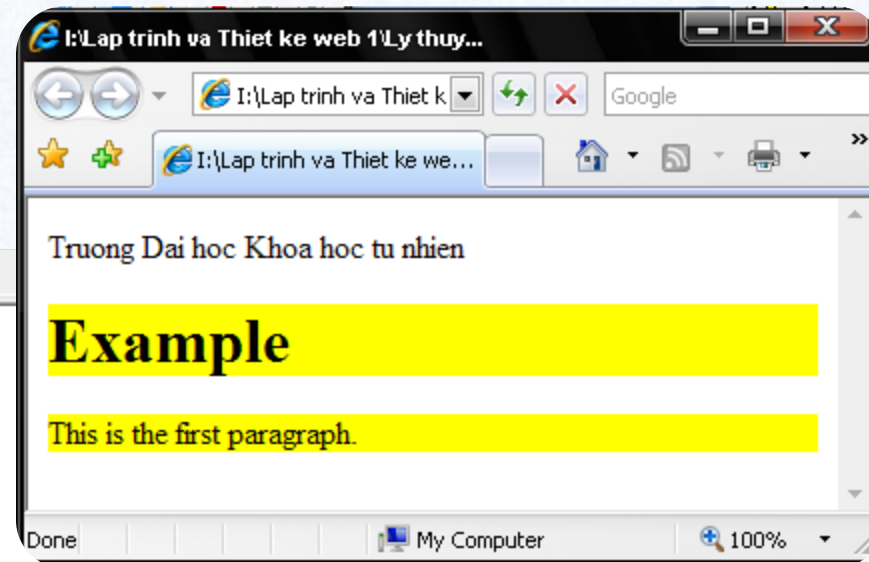 I:\Lap trinh va Thiet ke web 1\Ly thuy...
I:\Lap trinh va Thiet k
Google
I:\Lap trinh va Thiet ke we...
Truong Dai hoc Khoa hoc tu nhien
Example
This is the first paragraph.
Done
My Computer
100%